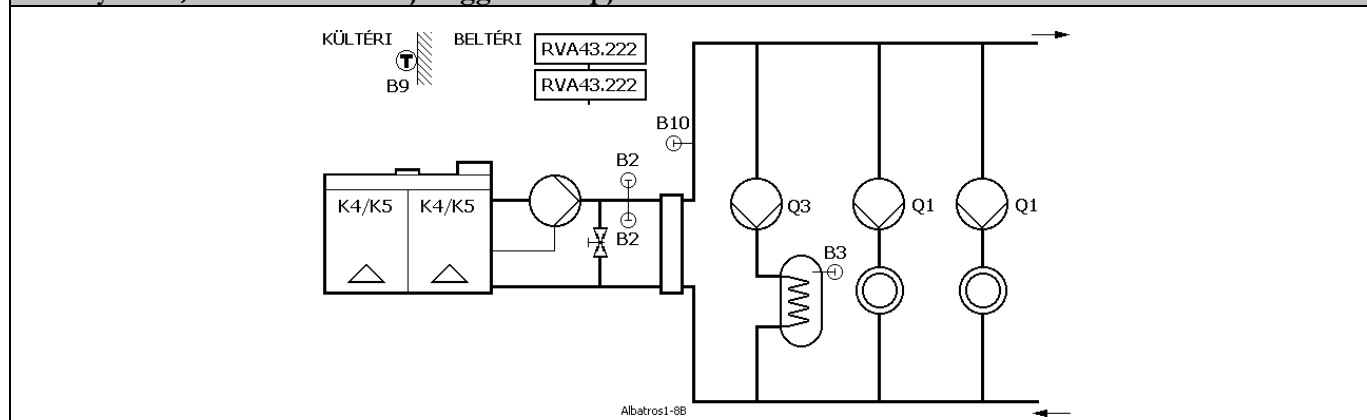 KÜLTÉRI
BELTÉRI
RVA43.222
RVA43.222
B9
B10
B2
B2
K4/K5
K4/K5
Q3
Q1
Q1
B3
Albatros1-8B